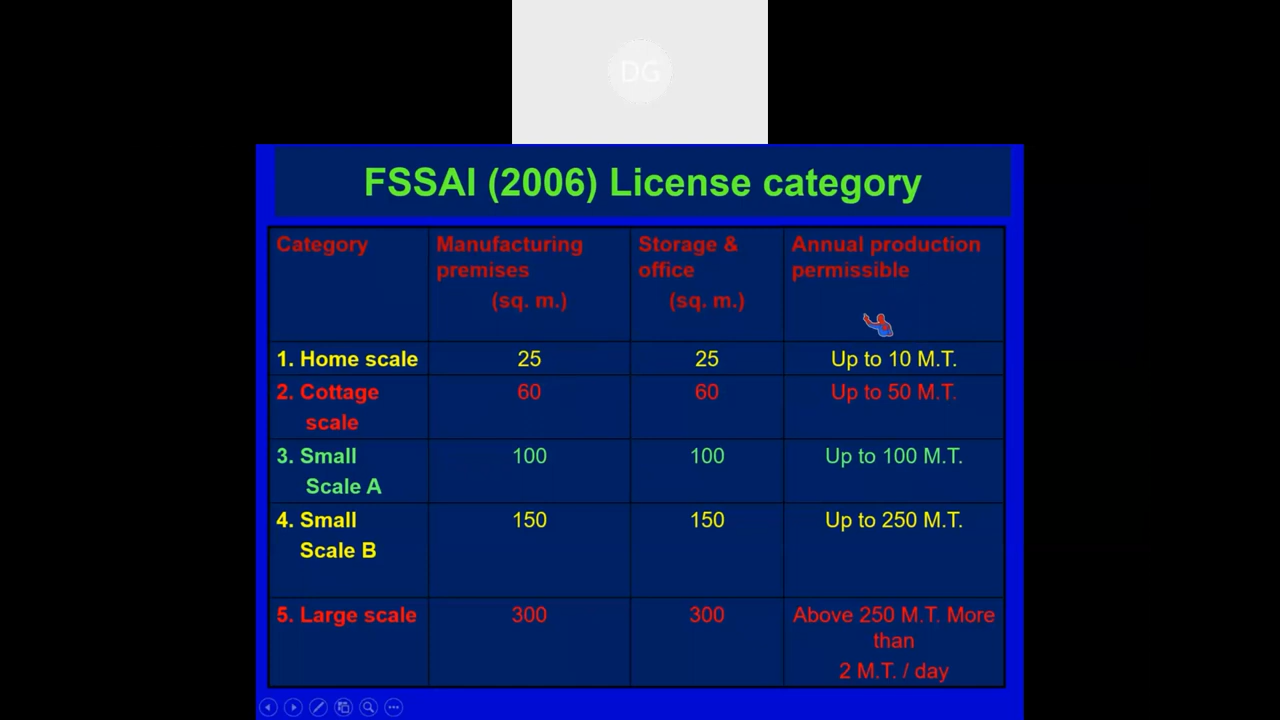 DG
FSSAI (2006) License category
Category
Manufacturing
premises
(sq. m.)
Storage &
office
(sq. m.)
Annual production
permissible
1. Home scale
25
25
Up to 10 M.T.
2. Cottage
scale
60
60
Up to 50 M.T.
3. Small
Scale A
100
100
Up to 100 M.T.
4. Small
Scale B
150
150
Up to 250 M.T.
5. Large scale
300
300
Above 250 M.T. More
than
2 M.T. / day